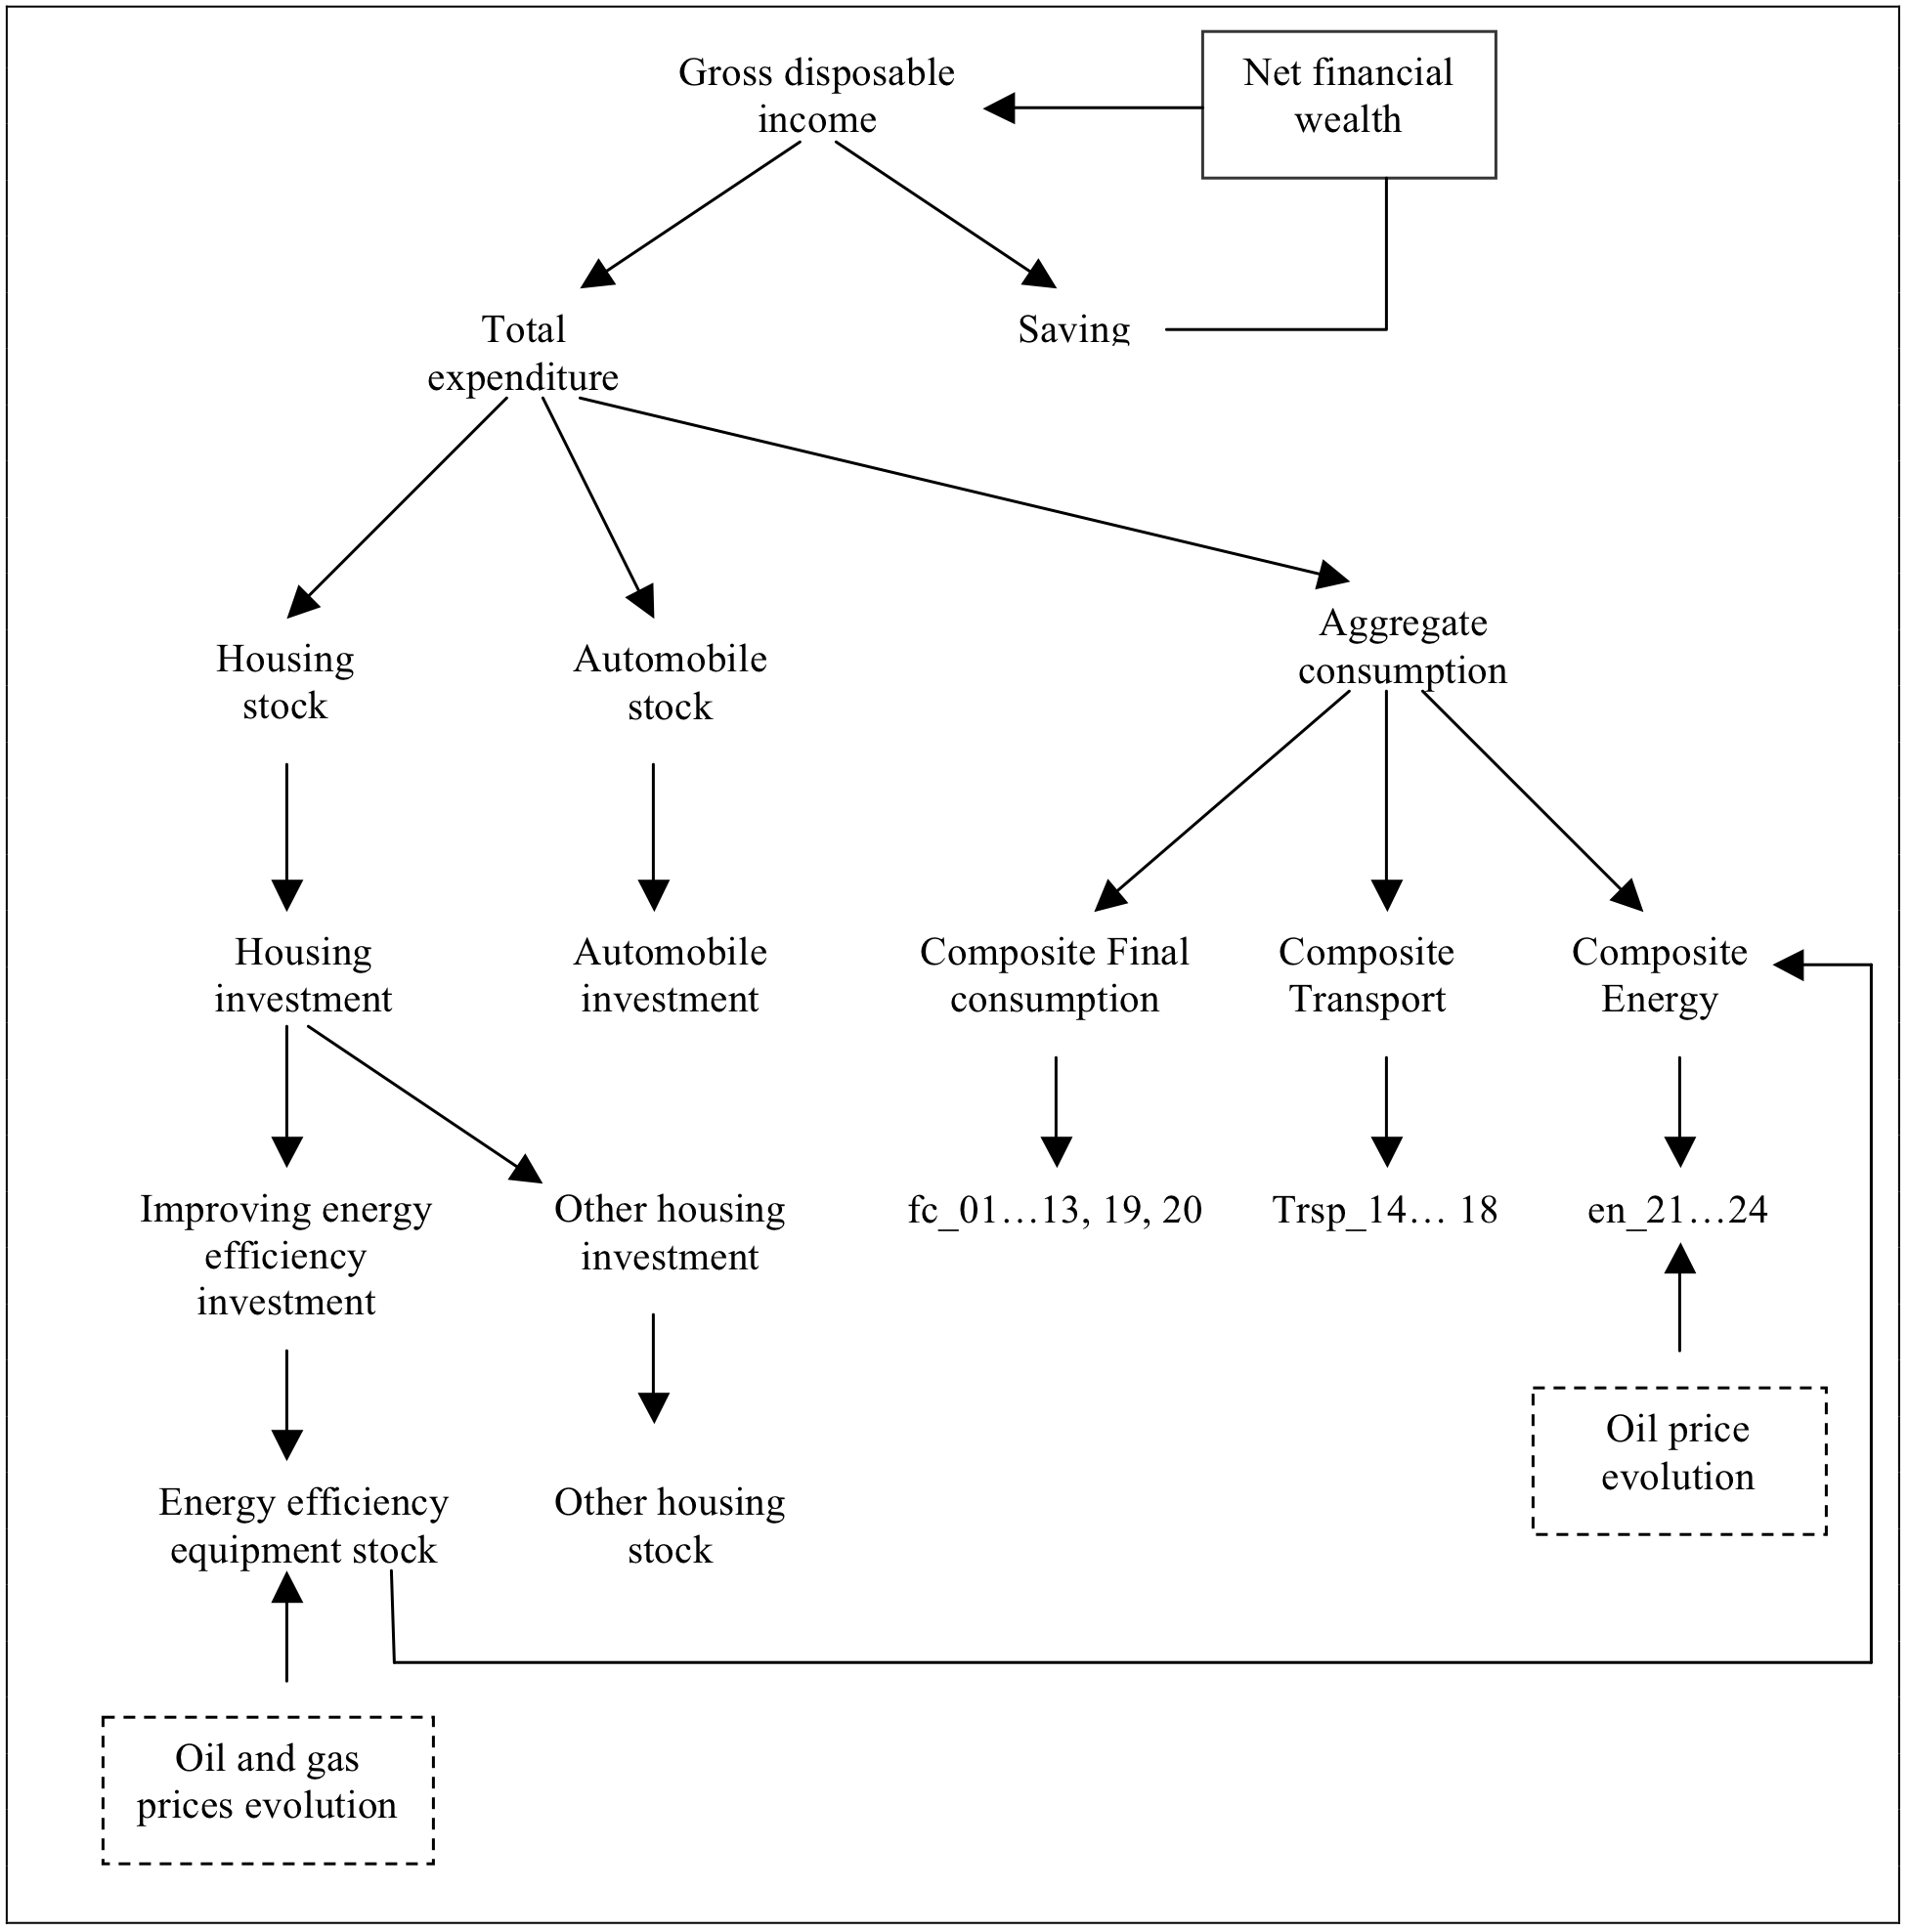 Gross disposable
income
Net financial
wealth
Total
expenditure
Saving
Housing
stock
Automobile
stock
Aggregate
consumption
Housing
investment
Automobile
investment
Composite Final
consumption
Composite
Transport
Composite
Energy
Improving energy
efficiency
investment
Other housing
investment
fc_01…13, 19, 20
Trsp_14… 18
en_21…24
Oil price
evolution
Energy efficiency
equipment stock
Other housing
stock
Oil and gas
prices evolution